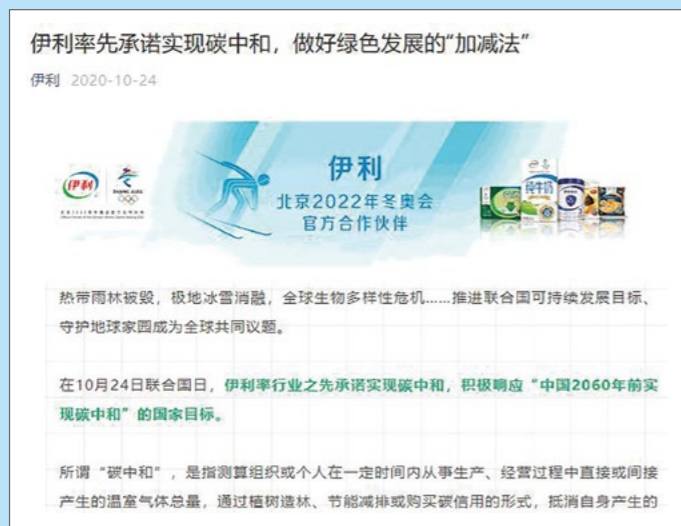 伊利率先承诺实现碳中和，做好绿色发展的“加减法”
伊利 2020-10-24
伊利
伊利
北京2022年冬奥会
官方合作伙伴
纯牛奶
热带雨林被毁，极地冰雪消融，全球生物多样性危机......推进联合国可持续发展目标、
守护地球家园成为全球共同议题。
在10月24日联合国日，伊利率行业之先承诺实现碳中和，积极响应“中国2060年前实
现碳中和”的国家目标。
所谓“碳中和”，是指测算组织或个人在一定时间内从事生产、经营过程中直接或间接
产生的温室气体总量，通过植树造林、节能减排或购买碳信用的形式，抵消自身产生的